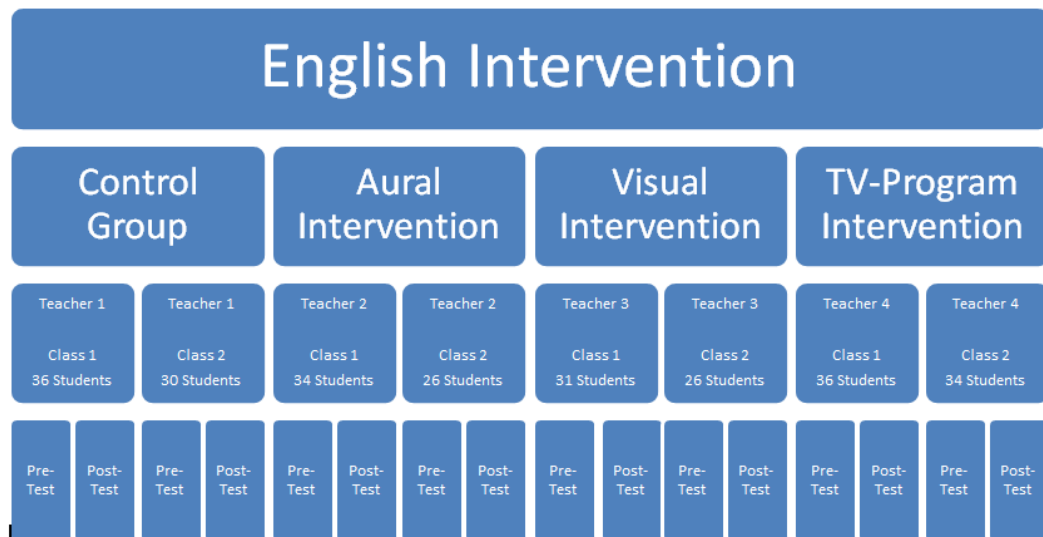 English Intervention
Control
Group
Aural
Intervention
Visual
Intervention
TV-Program
Intervention
Teacher 1
Class 1
36 Students
Teacher 1
Class 2
30 Students
Teacher 2
Class 1
34 Students
Teacher 2
Class 2
26 Students
Teacher 3
Class 1
31 Students
Teacher 3
Class 2
26 Students
Teacher 4
Class 1
36 Students
Teacher 4
Class 2
34 Students
Pre-
Test
Post-
Test
Pre-
Test
Post-
Test
Pre-
Test
Post-
Test
Pre-
Test
Post-
Test
Pre-
Test
Post-
Test
Pre-
Test
Post-
Test
Pre-
Test
Post-
Test
Pre-
Test
Post-
Test